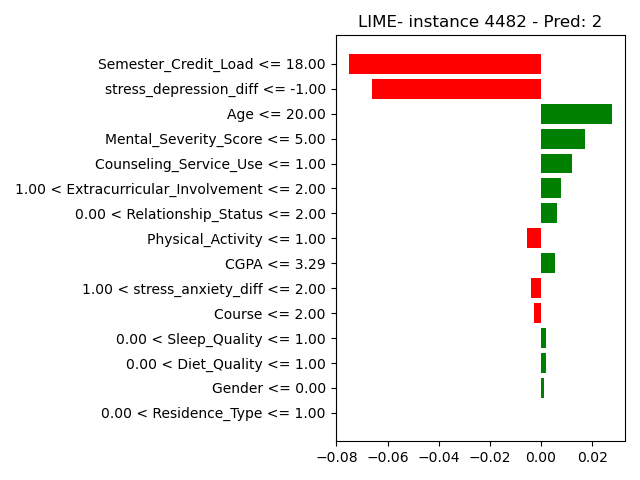 LIME- instance 4482 - Pred: 2
Semester_Credit_Load <= 18.00
stress_depression_diff <= -1.00
Age <= 20.00
Mental_Severity_Score <= 5.00
Counseling_Service_Use <= 1.00
1.00 < Extracurricular_Involvement <= 2.00
0.00 < Relationship_Status <= 2.00
Physical_Activity <= 1.00
CGPA <= 3.29
1.00 < stress_anxiety_diff <= 2.00
Course <= 2.00
0.00 < Sleep_Quality <= 1.00
0.00 < Diet_Quality <= 1.00
Gender <= 0.00
0.00 < Residence_Type <= 1.00
−0.08 −0.06 −0.04 −0.02 0.00 0.02